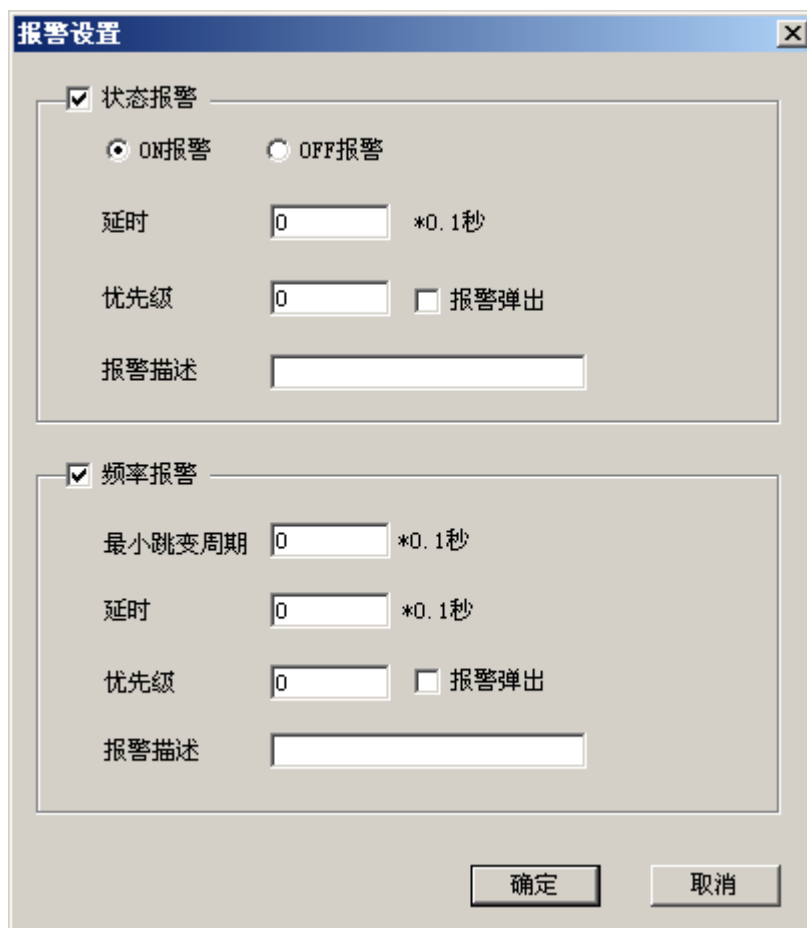 报警设置
状态报警
ON报警 OFF报警
延时 0 *0.1秒
优先级 0 报警弹出
报警描述
频率报警
最小跳变周期 0 *0.1秒
延时 0 *0.1秒
优先级 0 报警弹出
报警描述
确定 取消